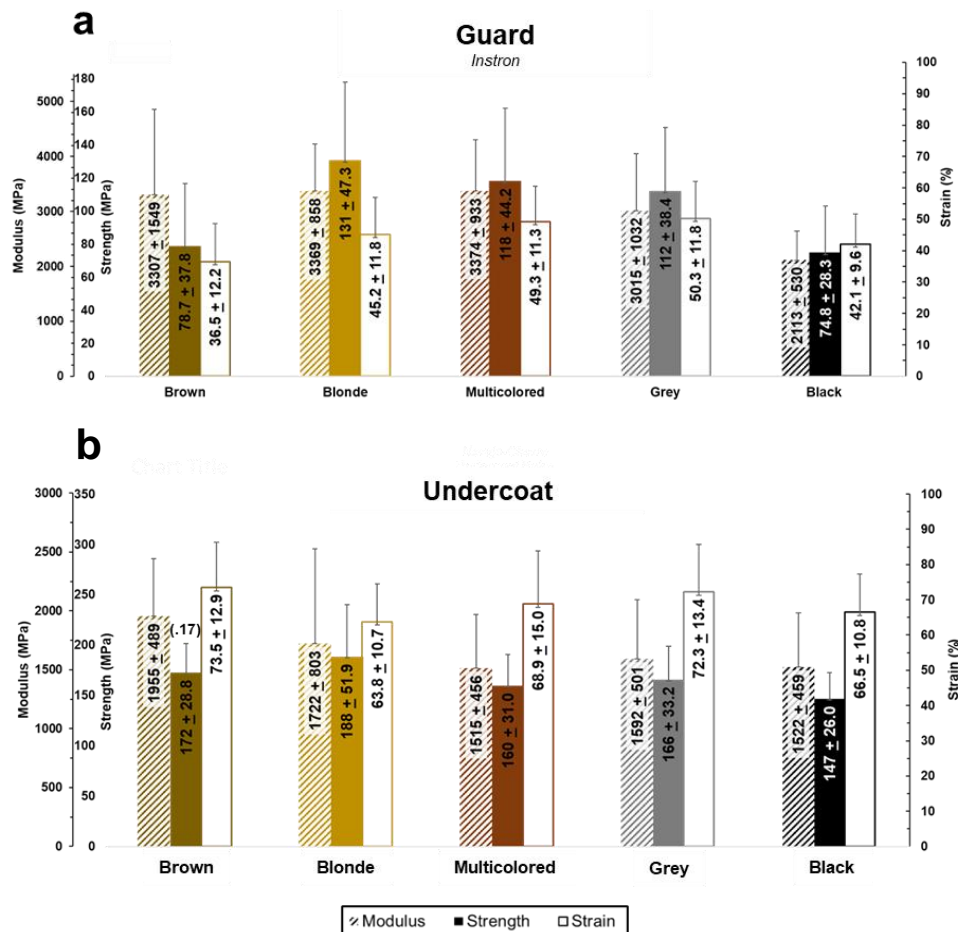 a
Guard
Instron
Modulus (MPa)
5000
4000
3000
2000
1000
0
Strength (MPa)
180
160
140
120
100
80
60
40
20
0
3307 ± 1549
78.7 ± 37.8
36.5 ± 12.2
3369 ± 858
131 ± 47.3
45.2 ± 11.8
3374 ± 933
118 ± 44.2
49.3 ± 11.3
3015 ± 1032
112 ± 38.4
50.3 ± 11.8
2113 ± 530
74.8 ± 28.3
42.1 ± 9.6
100
90
80
70
60
50
40
30
20
10
0
Strain (%)
Brown Blonde Multicolored Grey Black
b
Chart Title
Undercoat
Modulus (MPa)
3000
2500
2000
1500
1000
500
0
Strength (MPa)
350
300
250
200
150
100
50
0
1955 ± 489
(.17)
172 ± 28.8
73.5 ± 12.9
1722 ± 803
188 ± 51.9
63.8 ± 10.7
1515 ± 456
160 ± 31.0
68.9 ± 15.0
1592 ± 501
166 ± 33.2
72.3 ± 13.4
1522 ± 459
147 ± 26.0
66.5 ± 10.8
100
90
80
70
60
50
40
30
20
10
0
Strain (%)
Brown Blonde Multicolored Grey Black
Modulus Strength Strain